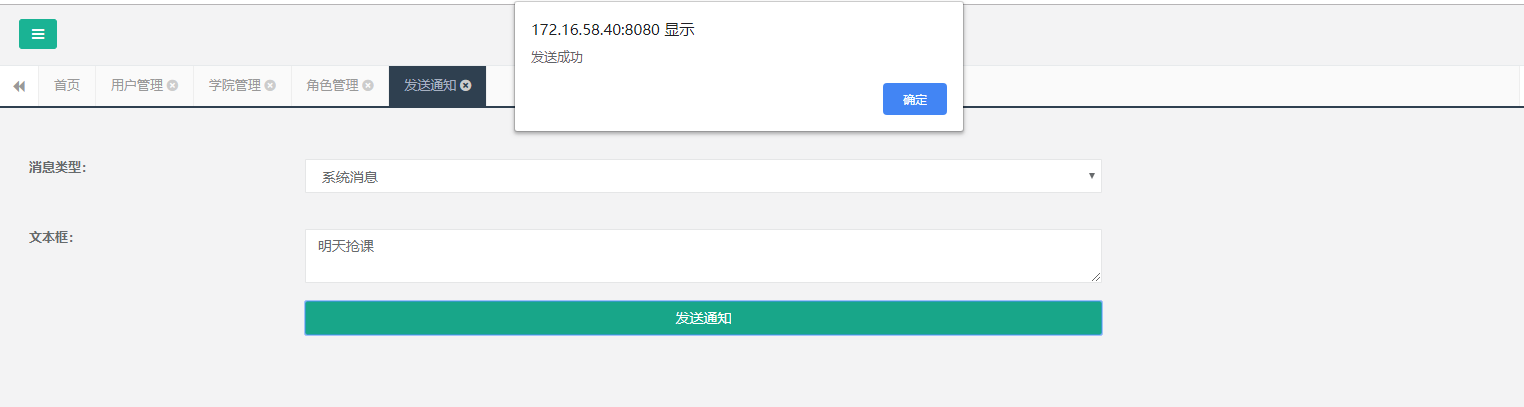 172.16.58.40:8080 显示
发送成功
确定
首页 用户管理 学院管理 角色管理 发送通知
消息类型:
系统消息
文本框:
明天抢课
发送通知